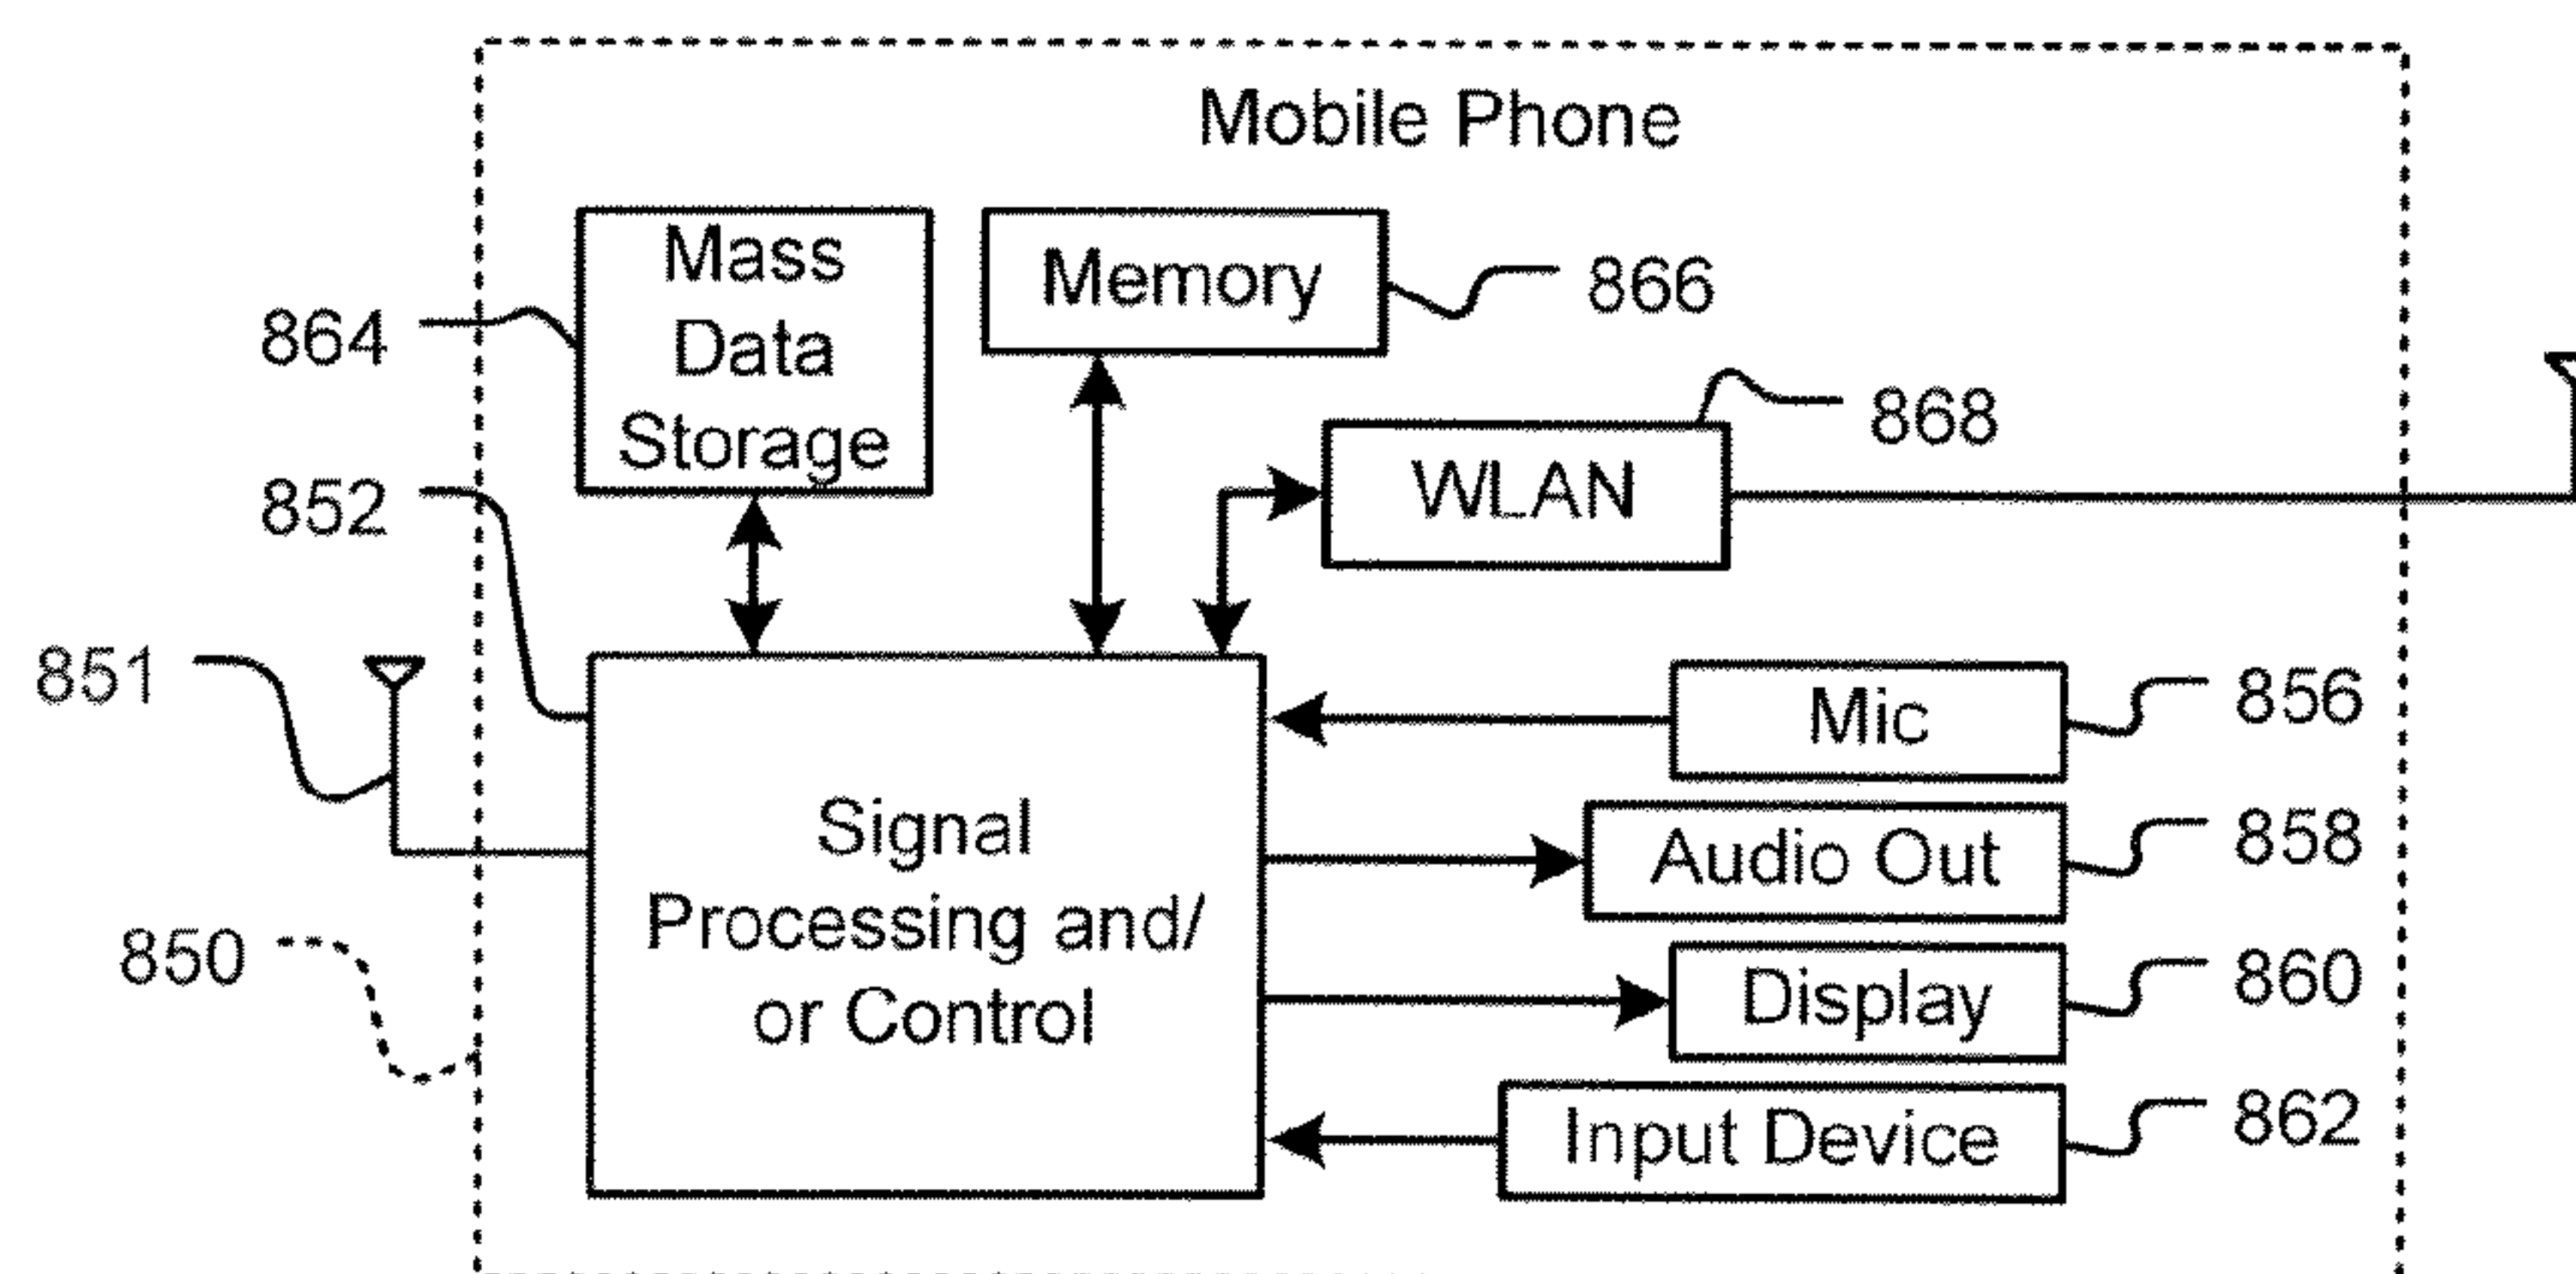 Mobile Phone
Mass
Data
Storage
Memory
866
864
868
WLAN
852
851
Mic
856
Signal
Processing and/
or Control
Audio Out
858
850
Display
860
Input Device
862